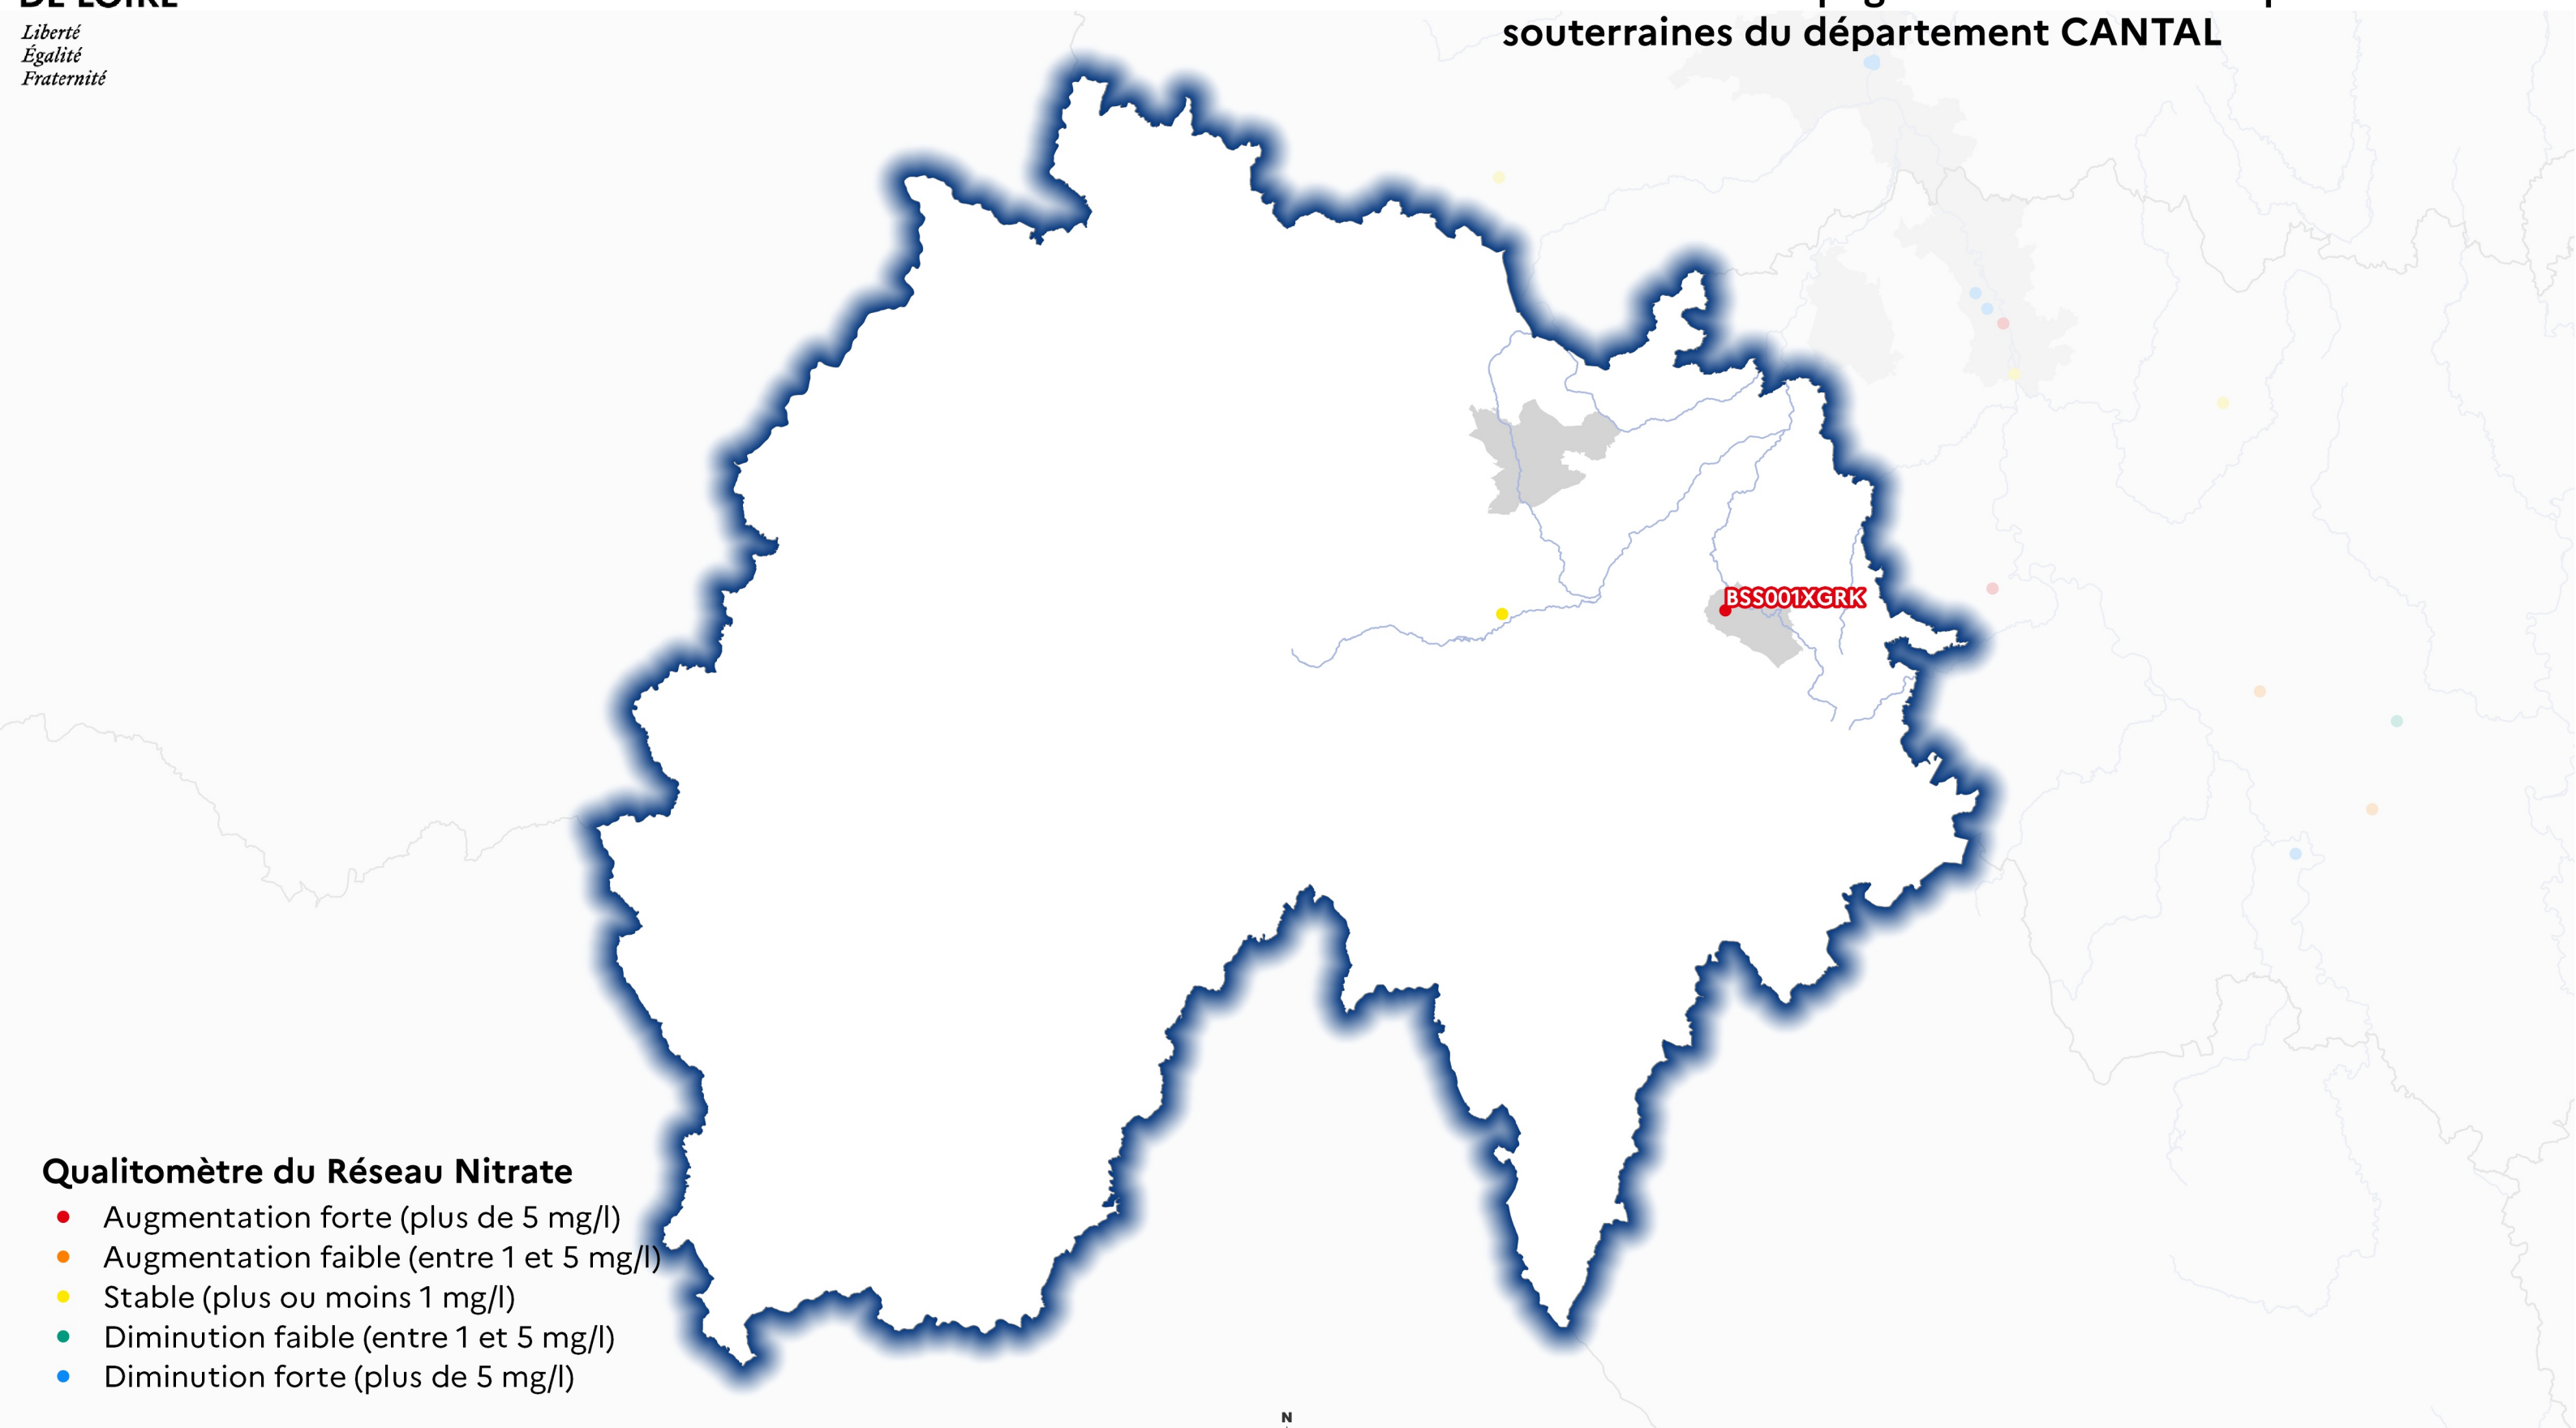 DE LOIRE
Liberté
Égalité
Fraternité
souterraines du département CANTAL
BSS001XGRK
Qualitomètre du Réseau Nitrate
Augmentation forte (plus de 5 mg/l)
Augmentation faible (entre 1 et 5 mg/l)
Stable (plus ou moins 1 mg/l)
Diminution faible (entre 1 et 5 mg/l)
Diminution forte (plus de 5 mg/l)
N